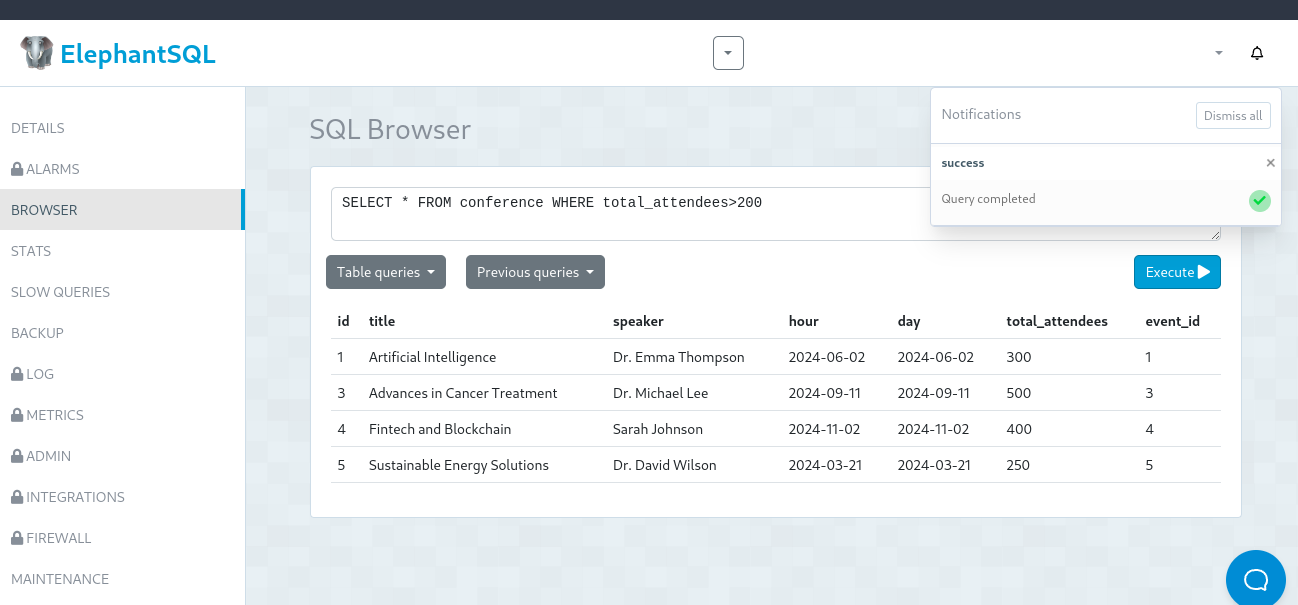 ElephantSQL
Notifications
Dismiss all
success
Query completed
DETAILS
ALARMS
BROWSER
STATS
SLOW QUERIES
BACKUP
LOG
METRICS
ADMIN
INTEGRATIONS
FIREWALL
MAINTENANCE
SQL Browser
SELECT * FROM conference WHERE total_attendees>200
Table queries Previous queries Execute
id title speaker hour day total_attendees event_id
1 Artificial Intelligence Dr. Emma Thompson 2024-06-02 2024-06-02 300 1
3 Advances in Cancer Treatment Dr. Michael Lee 2024-09-11 2024-09-11 500 3
4 Fintech and Blockchain Sarah Johnson 2024-11-02 2024-11-02 400 4
5 Sustainable Energy Solutions Dr. David Wilson 2024-03-21 2024-03-21 250 5